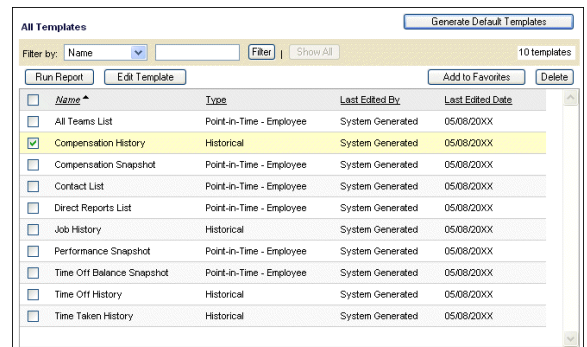 All Templates
Generate Default Templates
Filter by: Name Filter | Show All 10 templates
Run Report Edit Template Add to Favorites Delete
Name Type Last Edited By Last Edited Date
All Teams List Point-in-Time - Employee System Generated 05/08/20XX
Compensation History Historical System Generated 05/08/20XX
Compensation Snapshot Point-in-Time - Employee System Generated 05/08/20XX
Contact List Point-in-Time - Employee System Generated 05/08/20XX
Direct Reports List Point-in-Time - Employee System Generated 05/08/20XX
Job History Historical System Generated 05/08/20XX
Performance Snapshot Point-in-Time - Employee System Generated 05/08/20XX
Time Off Balance Snapshot Point-in-Time - Employee System Generated 05/08/20XX
Time Off History Historical System Generated 05/08/20XX
Time Taken History Historical System Generated 05/08/20XX